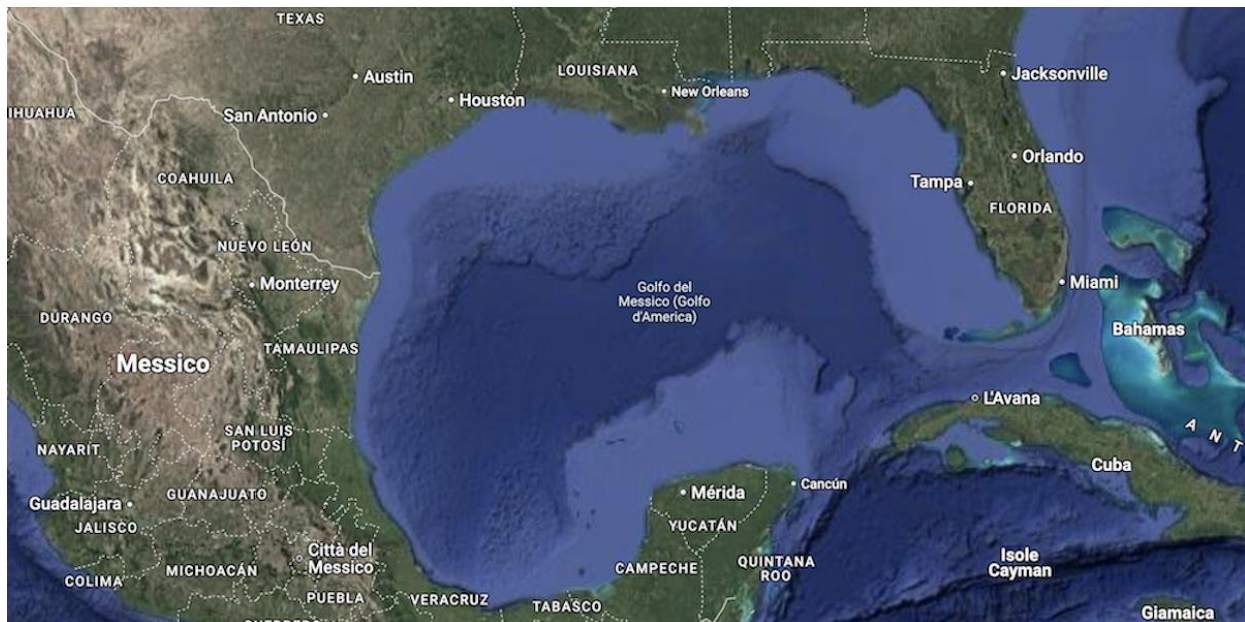 TEXAS
Austin
LOUISIANA
Jacksonville
New Orleans
Houston
San Antonio
COAHUILA
Orlando
Tampa
FLORIDA
NUEVO LEÓN
Monterrey
Miami
Golfo del
Messico (Golfo
d'America)
DURANGO
Bahamas
TAMAULIPAS
Messico
L'Avana
SAN LUIS
POTOSÍ
NAYARIT
A N T
Cuba
GUANAJUATO
Mérida
Cancún
Guadalajara
JALISCO
YUCATÁN
Città del
Messico
Isole
Cayman
CAMPECHE
QUINTANA
ROO
MICHOACÁN
COLIMA
PUEBLA
VERACRUZ
TABASCO
Giamaica